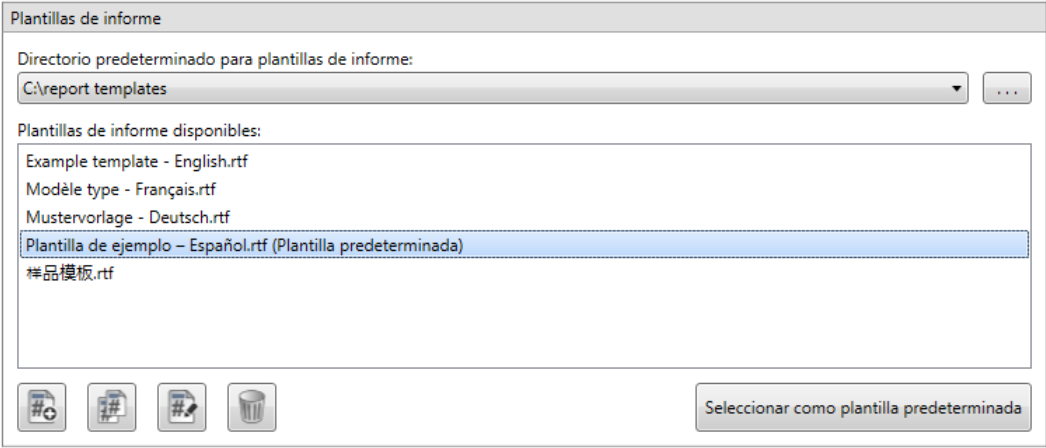 Plantillas de informe
Directorio predeterminado para plantillas de informe:
C:\report templates
...
Plantillas de informe disponibles:
Example template - English.rtf
Modèle type - Français.rtf
Mustervorlage - Deutsch.rtf
Plantilla de ejemplo – Español.rtf (Plantilla predeterminada)
样品模板.rtf
Seleccionar como plantilla predeterminada